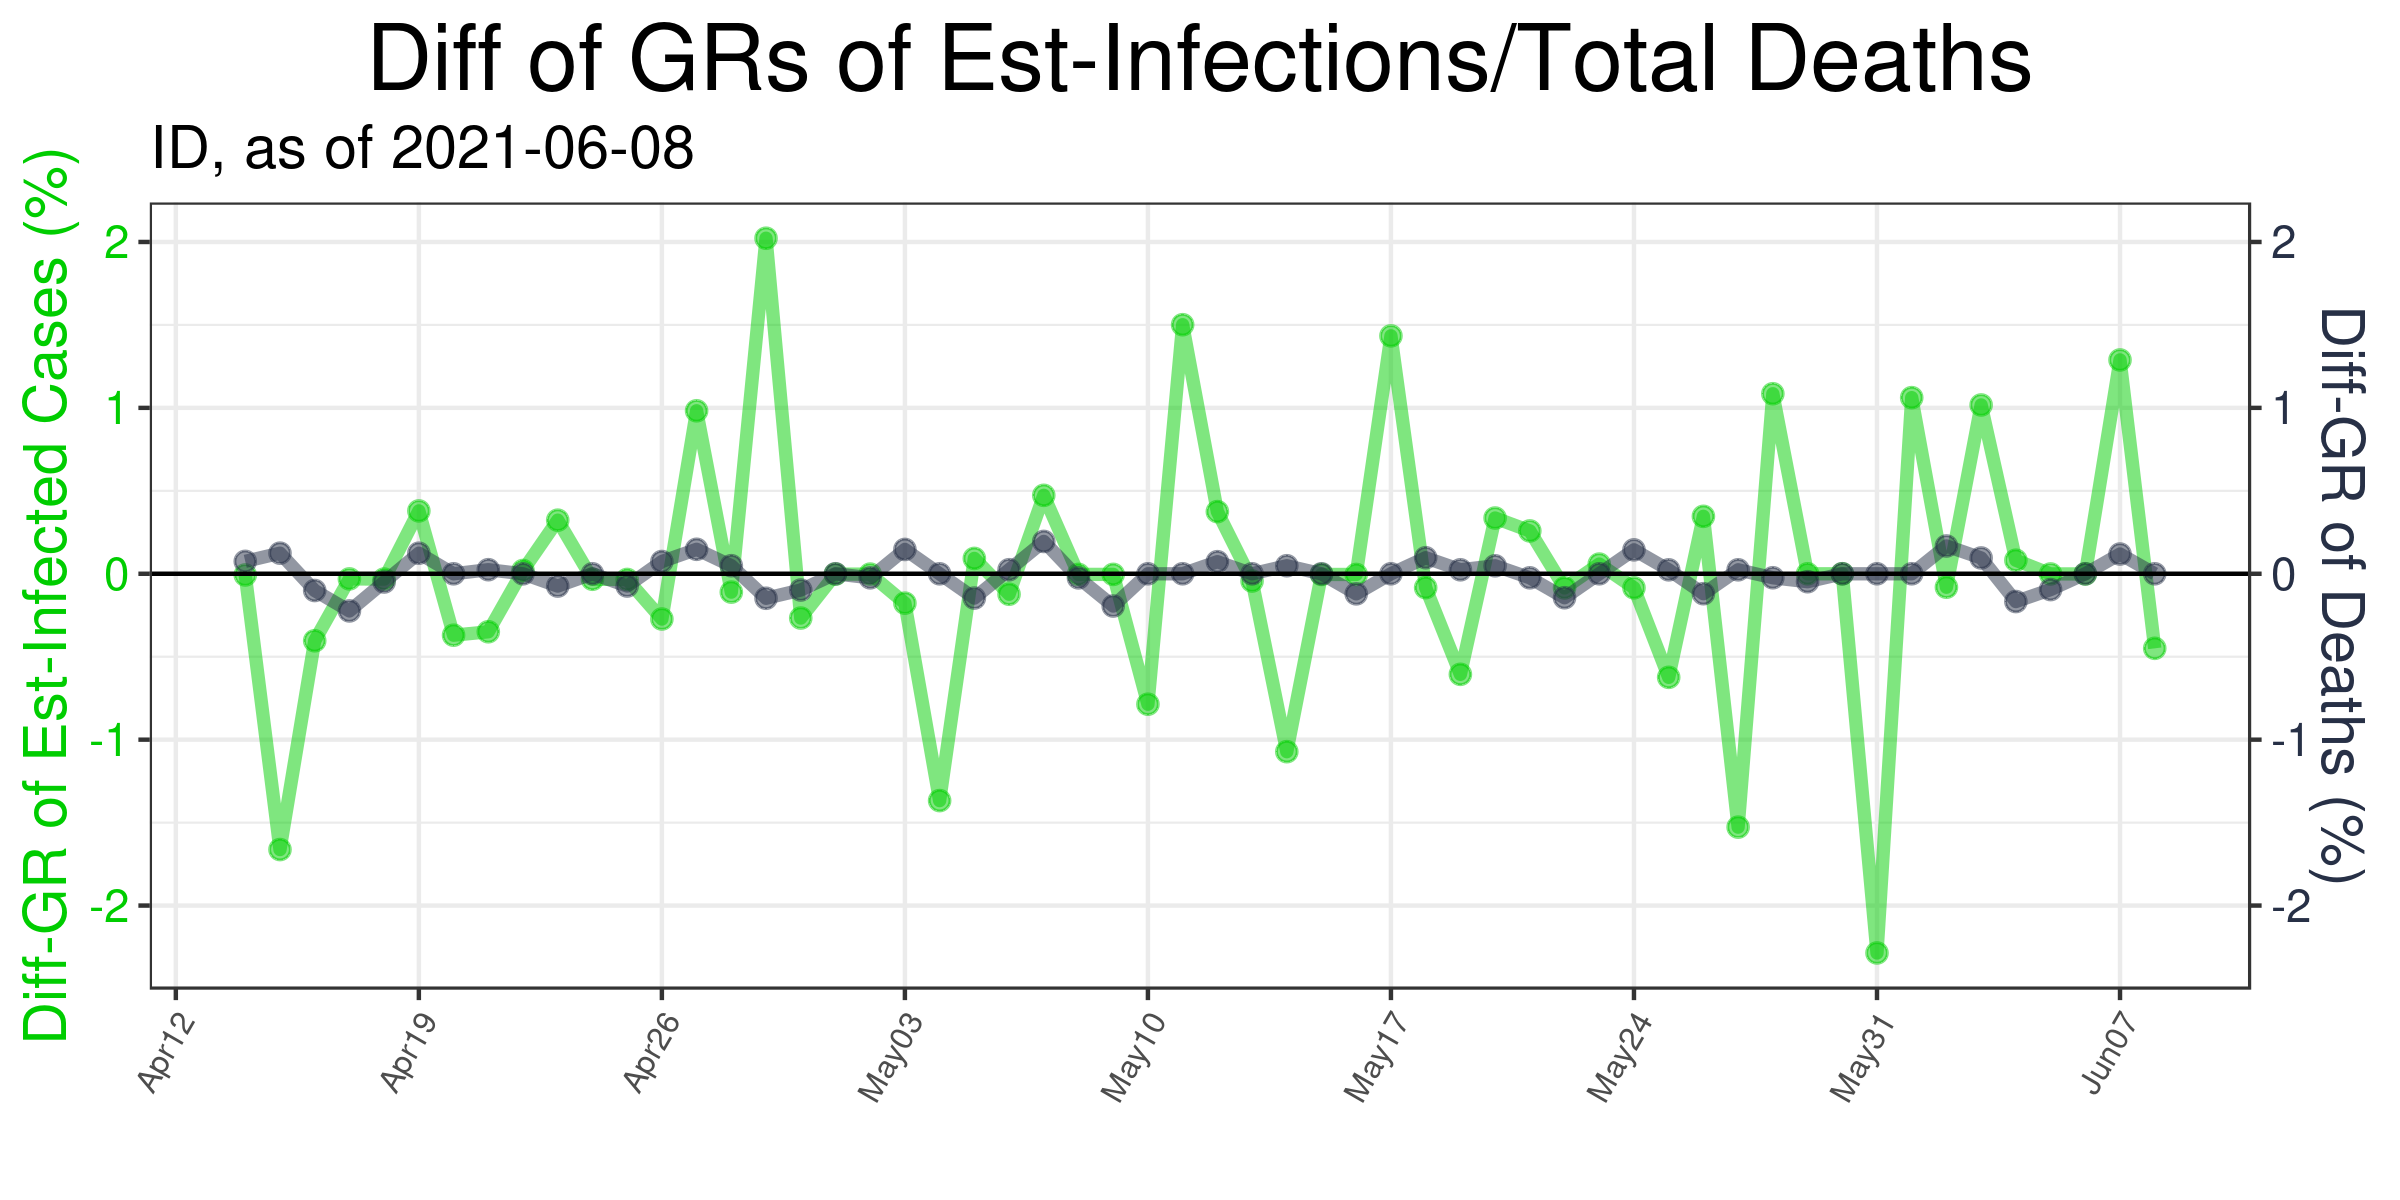 Diff of GRs of Est-Infections/Total Deaths
ID, as of 2021-06-08
Diff-GR of Est-Infected Cases (%)
2
1
0
-1
-2
2
1
0
-1
-2
Diff-GR of Deaths (%)
Apr12
Apr19
Apr26
May03
May10
May17
May24
May31
Jun07